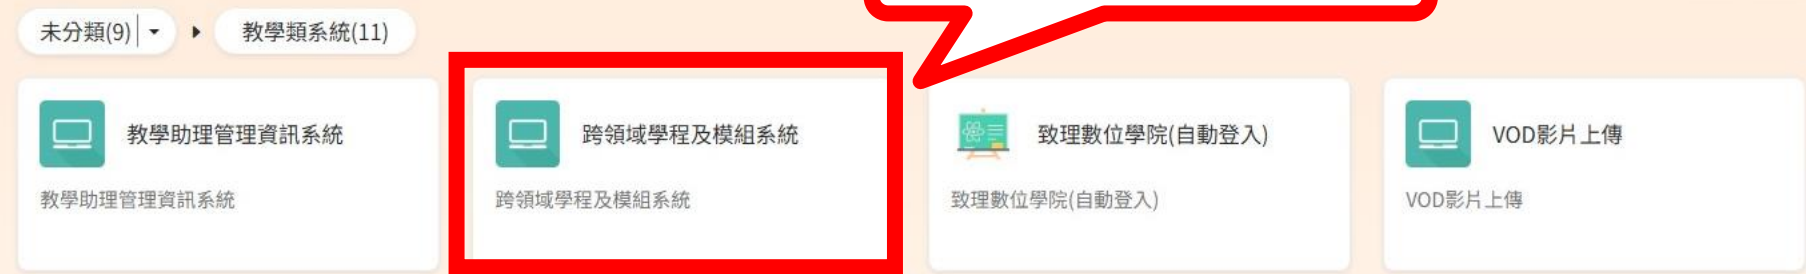 未分類(9)
教學類系統(11)
教學助理管理資訊系統
教學助理管理資訊系統
跨領域學程及模組系統
跨領域學程及模組系統
致理數位學院(自動登入)
致理數位學院(自動登入)
VOD影片上傳
VOD影片上傳